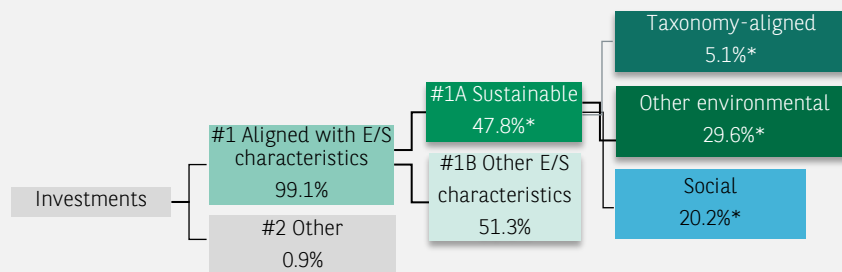 Investments
#1 Aligned with E/S
characteristics
99.1%
#2 Other
0.9%
#1A Sustainable
47.8%*
#1B Other E/S
characteristics
51.3%
Taxonomy-aligned
5.1%*
Other environmental
29.6%*
Social
20.2%*